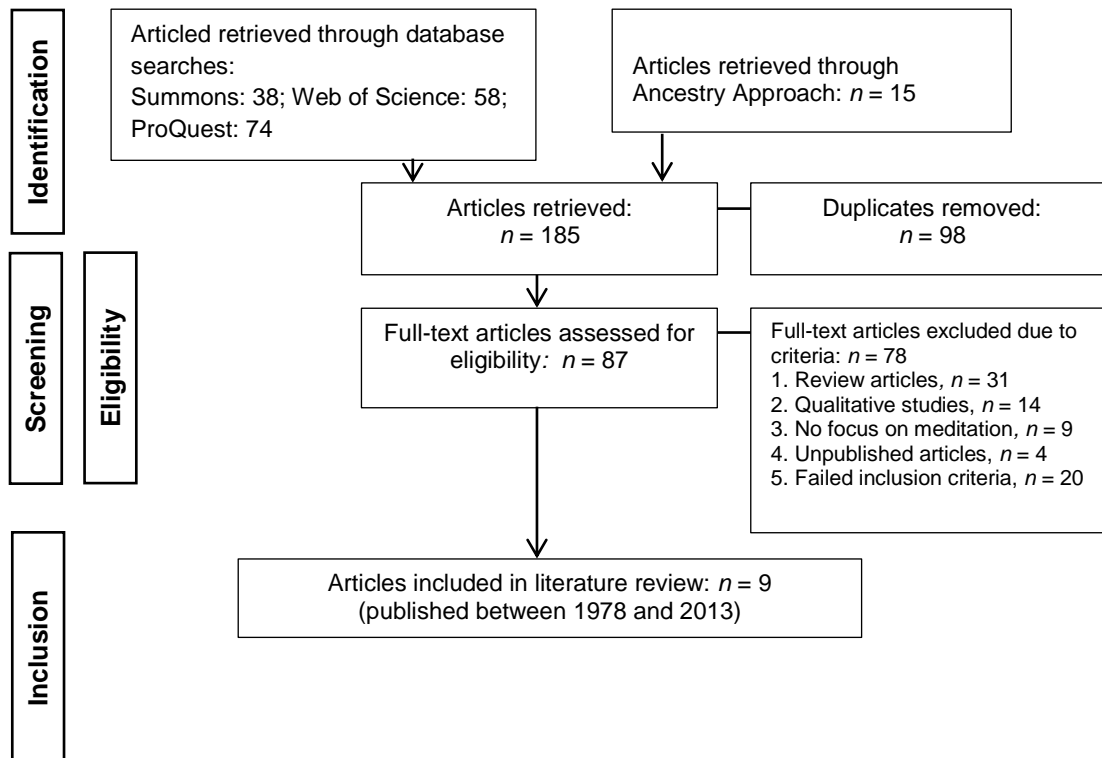 Identification
Articled retrieved through database
searches:
Summons: 38; Web of Science: 58;
ProQuest: 74
Articles retrieved through
Ancestry Approach: n = 15
Articles retrieved:
n = 185
Duplicates removed:
n = 98
Screening
Eligibility
Full-text articles assessed for
eligibility: n = 87
Full-text articles excluded due to
criteria: n = 78
1. Review articles, n = 31
2. Qualitative studies, n = 14
3. No focus on meditation, n = 9
4. Unpublished articles, n = 4
5. Failed inclusion criteria, n = 20
Inclusion
Articles included in literature review: n = 9
(published between 1978 and 2013)